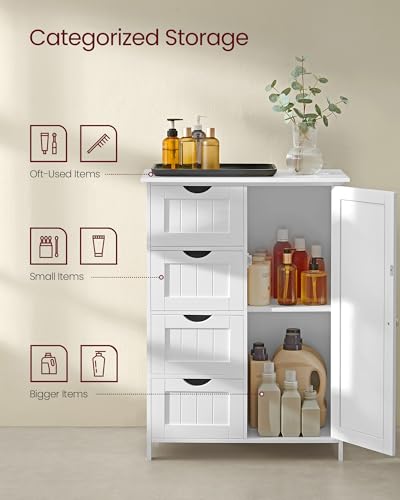 Categorized Storage
Oft-Used Items
Small Items
Bigger Items